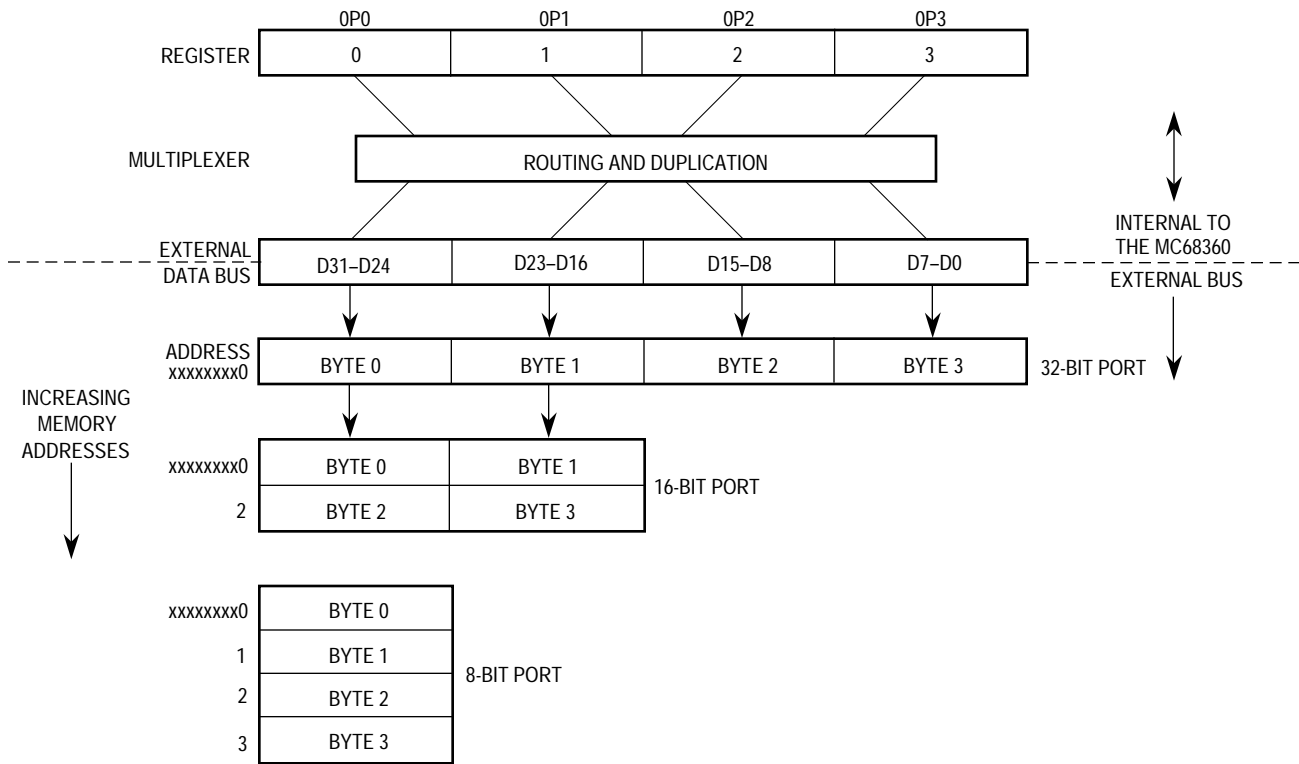 0P0 0P1 0P2 0P3
REGISTER 0 1 2 3
MULTIPLEXER ROUTING AND DUPLICATION
INTERNAL TO
THE MC68360
EXTERNAL
DATA BUS
D31–D24 D23–D16 D15–D8 D7–D0
EXTERNAL BUS
ADDRESS
xxxxxxxx0
BYTE 0 BYTE 1 BYTE 2 BYTE 3 32-BIT PORT
INCREASING
MEMORY
ADDRESSES
xxxxxxxx0 BYTE 0 BYTE 1
16-BIT PORT
2 BYTE 2 BYTE 3
xxxxxxxx0 BYTE 0
1 BYTE 1
8-BIT PORT
2 BYTE 2
3 BYTE 3